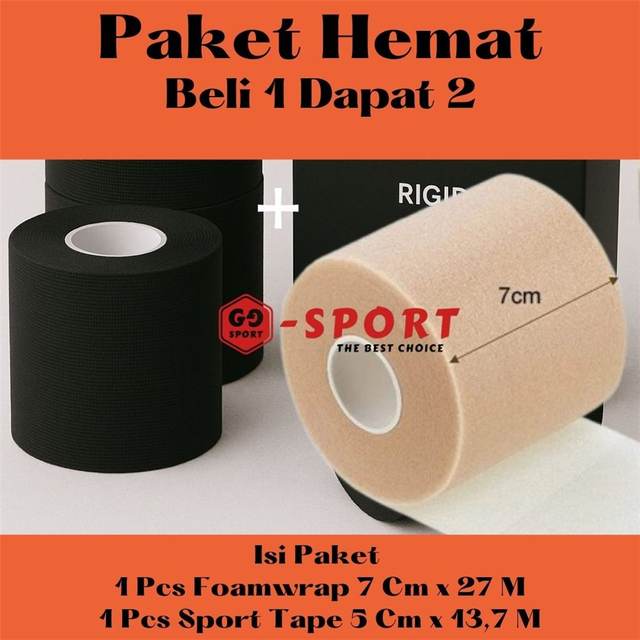 Paket Hemat
Beli 1 Dapat 2
+
RIGID
7cm
GG
SPORT
-SPORT
THE BEST CHOICE
Isi Paket
1 Pcs Foamwrap 7 Cm x 27 M
1 Pcs Sport Tape 5 Cm x 13,7 M